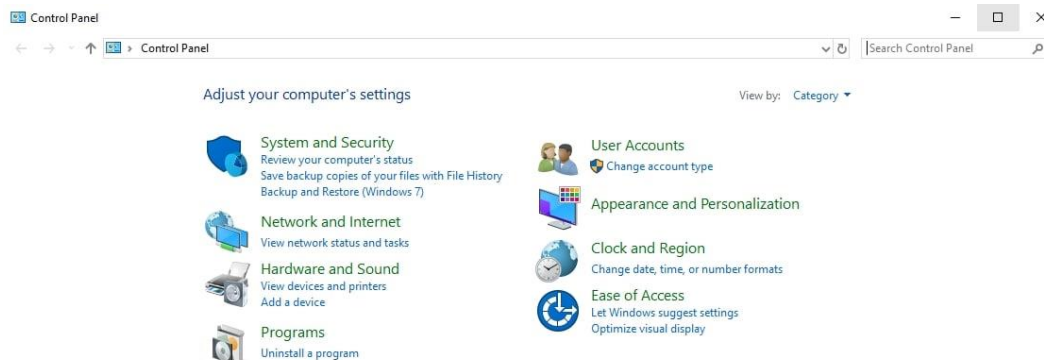 Control Panel
Control Panel
Search Control Panel
Adjust your computer's settings
View by: Category
System and Security
Review your computer's status
Save backup copies of your files with File History
Backup and Restore (Windows 7)
Network and Internet
View network status and tasks
Hardware and Sound
View devices and printers
Add a device
Programs
Uninstall a program
User Accounts
Change account type
Appearance and Personalization
Clock and Region
Change date, time, or number formats
Ease of Access
Let Windows suggest settings
Optimize visual display